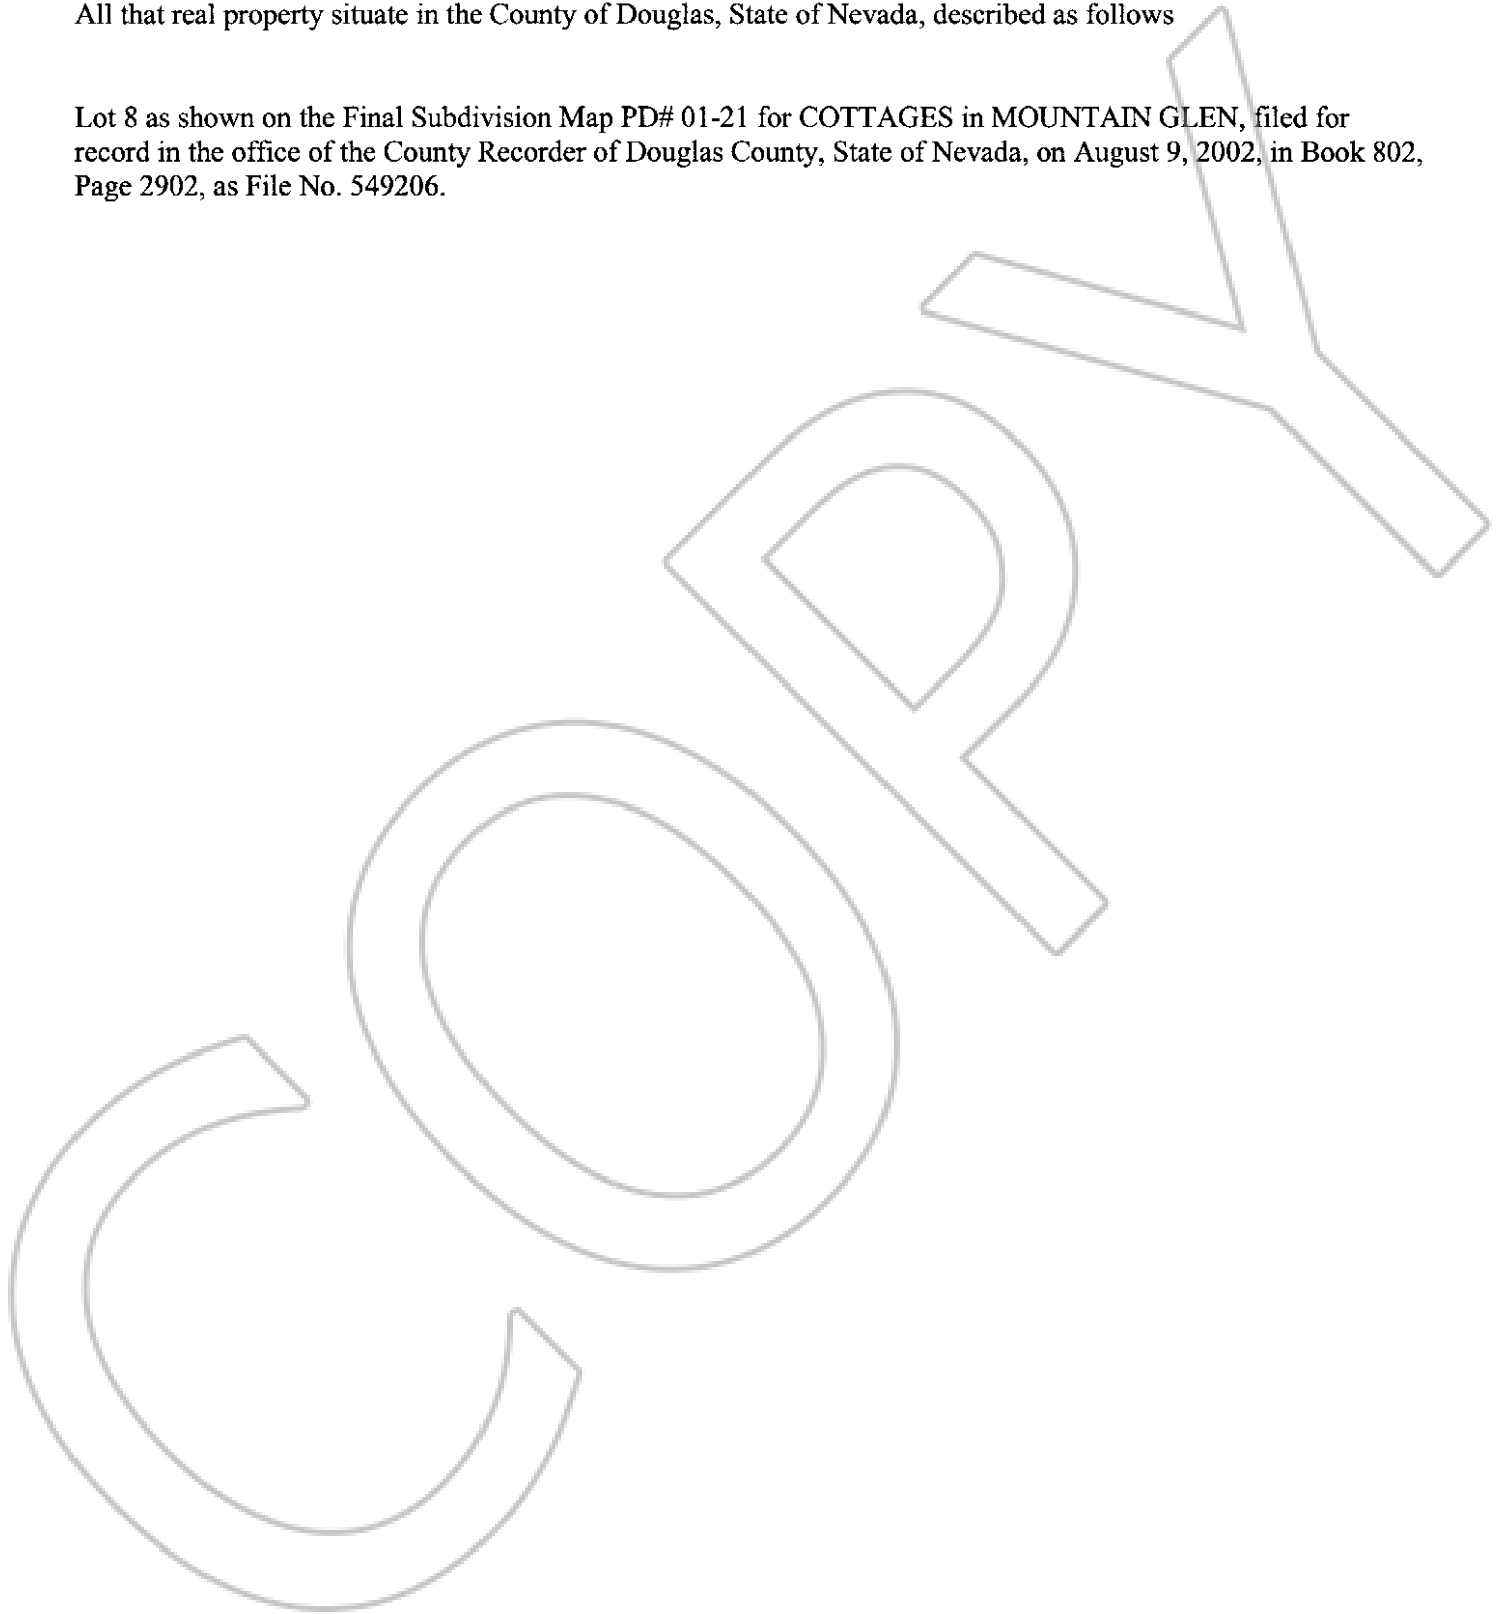 All that real property situate in the County of Douglas, State of Nevada, described as follows
Lot 8 as shown on the Final Subdivision Map PD# 01-21 for COTTAGES in MOUNTAIN GLEN, filed for
record in the office of the County Recorder of Douglas County, State of Nevada, on August 9, 2002, in Book 802,
Page 2902, as File No. 549206.
COPY